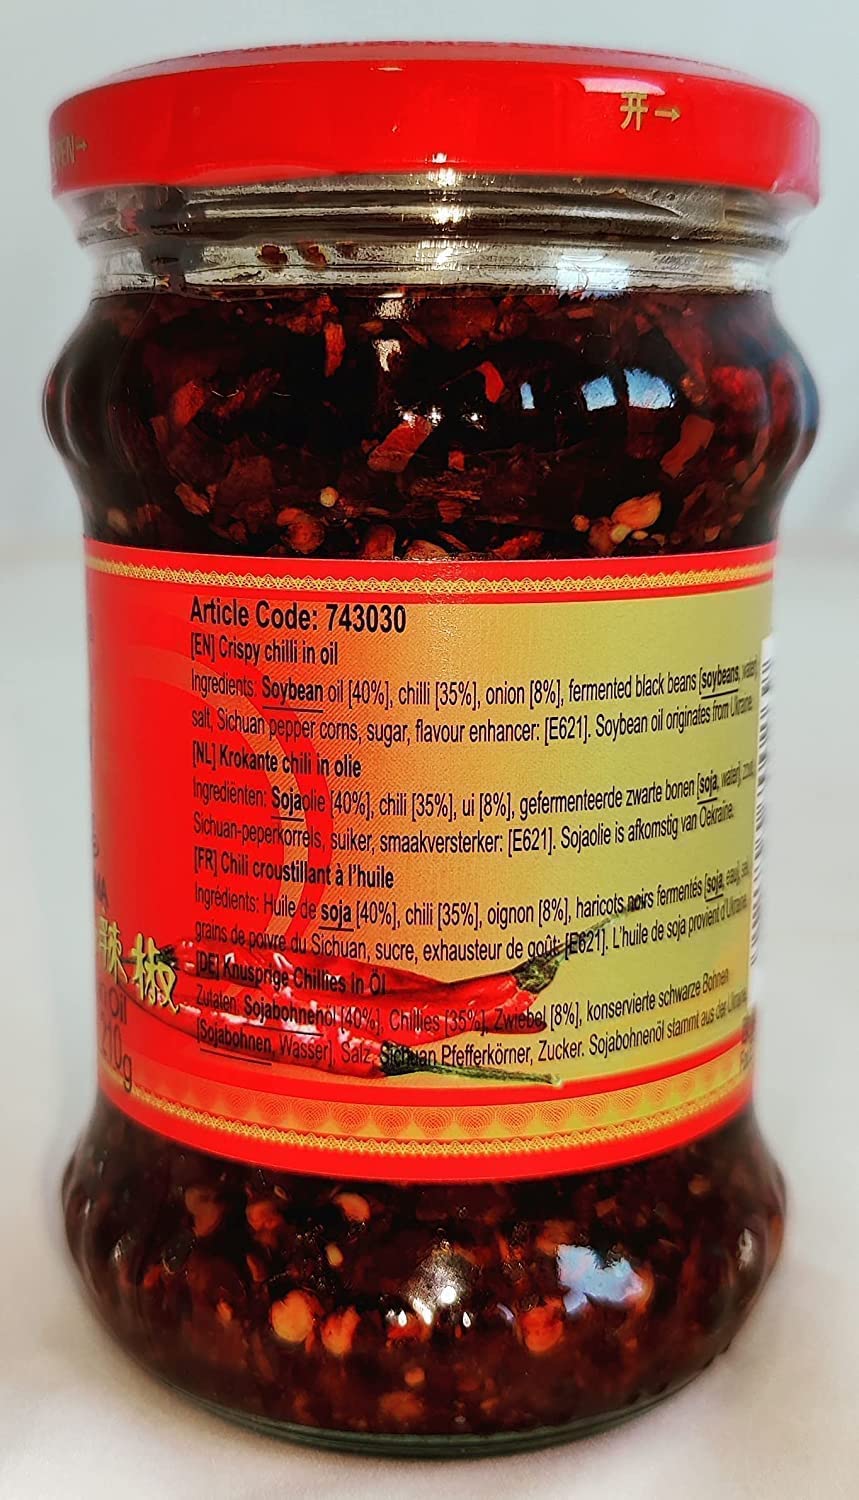 开→
PEN→
Article Code: 743030
[EN] Crispy chilli in oil
Ingredients: Soybean oil [40%], chilli [35%], onion [8%], fermented black beans [soybeans, water],
salt, Sichuan pepper corns, sugar, flavour enhancer: [E621]. Soybean oil originates from Ukraine.
[NL] Krokante chili in olie
Ingrediënten: Sojaolie [40%], chili [35%], ui [8%], gefermenteerde zwarte bonen [soja, water], zout,
Sichuan-peperkorrels, suiker, smaakversterker: [E621]. Sojaolie is afkomstig van Oekraïne.
[FR] Chili croustillant à l'huile
Ingrédients: Huile de soja [40%], chili [35%], oignon [8%], haricots noirs fermentés [soja, eau], sel,
grains de poivre du Sichuan, sucre, exhausteur de goût: [E621]. L'huile de soja provient d'Ukraine.
[DE] Knusprige Chillies in Öl
Zutaten: Sojabohnenöl [40%], Chillies [35%], Zwiebel [8%], konservierte schwarze Bohnen
[Sojabohnen, Wasser], Salz, Sichuan Pfefferkörner, Zucker. Sojabohnenöl stammt aus der Ukraine.
辣椒
Oil
210g